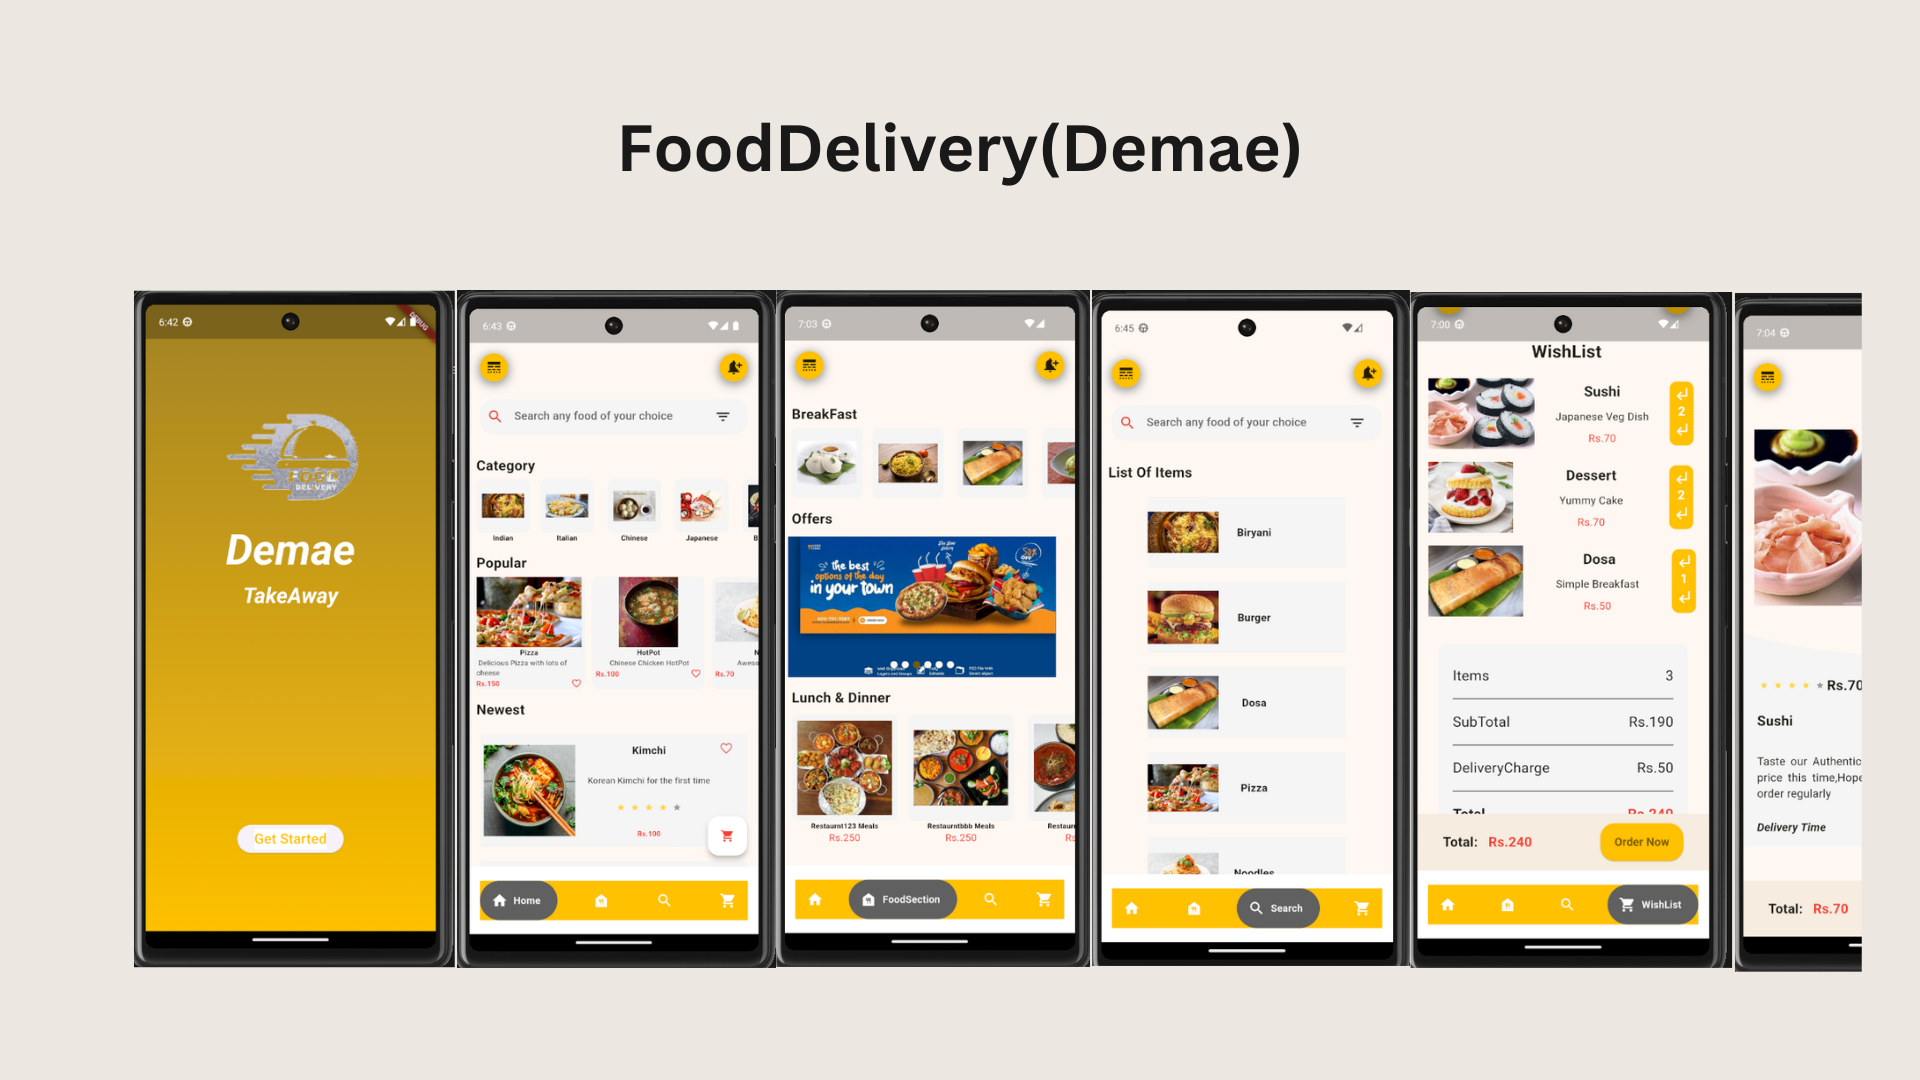 FoodDelivery(Demae)
6:42
DEBUG
FOOD
DELIVERY
Demae
TakeAway
Get Started
6:43
Search any food of your choice
Category
Indian
Italian
Chinese
Japanese
B
Popular
Pizza
Delicious Pizza with lots of
cheese
Rs.150
HotPot
Chinese Chicken HotPot
Rs.100
N
Aweso
Rs.70
Newest
Kimchi
Korean Kimchi for the first time
Rs.100
Home
7:03
BreakFast
Offers
the best
options of the day
in your town
Lunch & Dinner
Restaurnt123 Meals
Rs.250
Restaurntbbb Meals
Rs.250
Restaurn
Rs
FoodSection
6:45
Search any food of your choice
List Of Items
Biryani
Burger
Dosa
Pizza
Noodles
Search
7:00
WishList
Sushi
Japanese Veg Dish
Rs.70
2
Dessert
Yummy Cake
Rs.70
2
Dosa
Simple Breakfast
Rs.50
1
Items 3
SubTotal Rs.190
DeliveryCharge Rs.50
Total Rs.240
Total: Rs.240
Order Now
WishList
7:04
Rs.70
Sushi
Taste our Authentic
price this time,Hope
order regularly
Delivery Time
Total: Rs.70